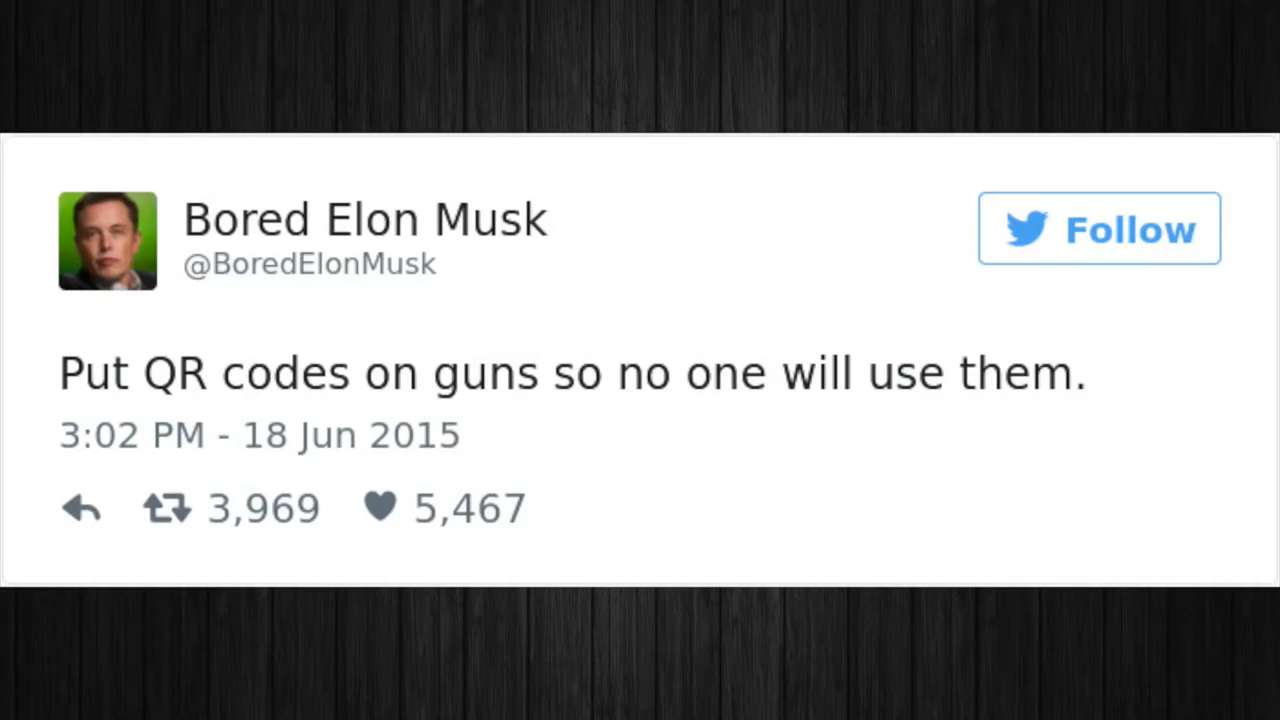 Bored Elon Musk
@BoredElonMusk
Follow
Put QR codes on guns so no one will use them.
3:02 PM - 18 Jun 2015
3,969 5,467